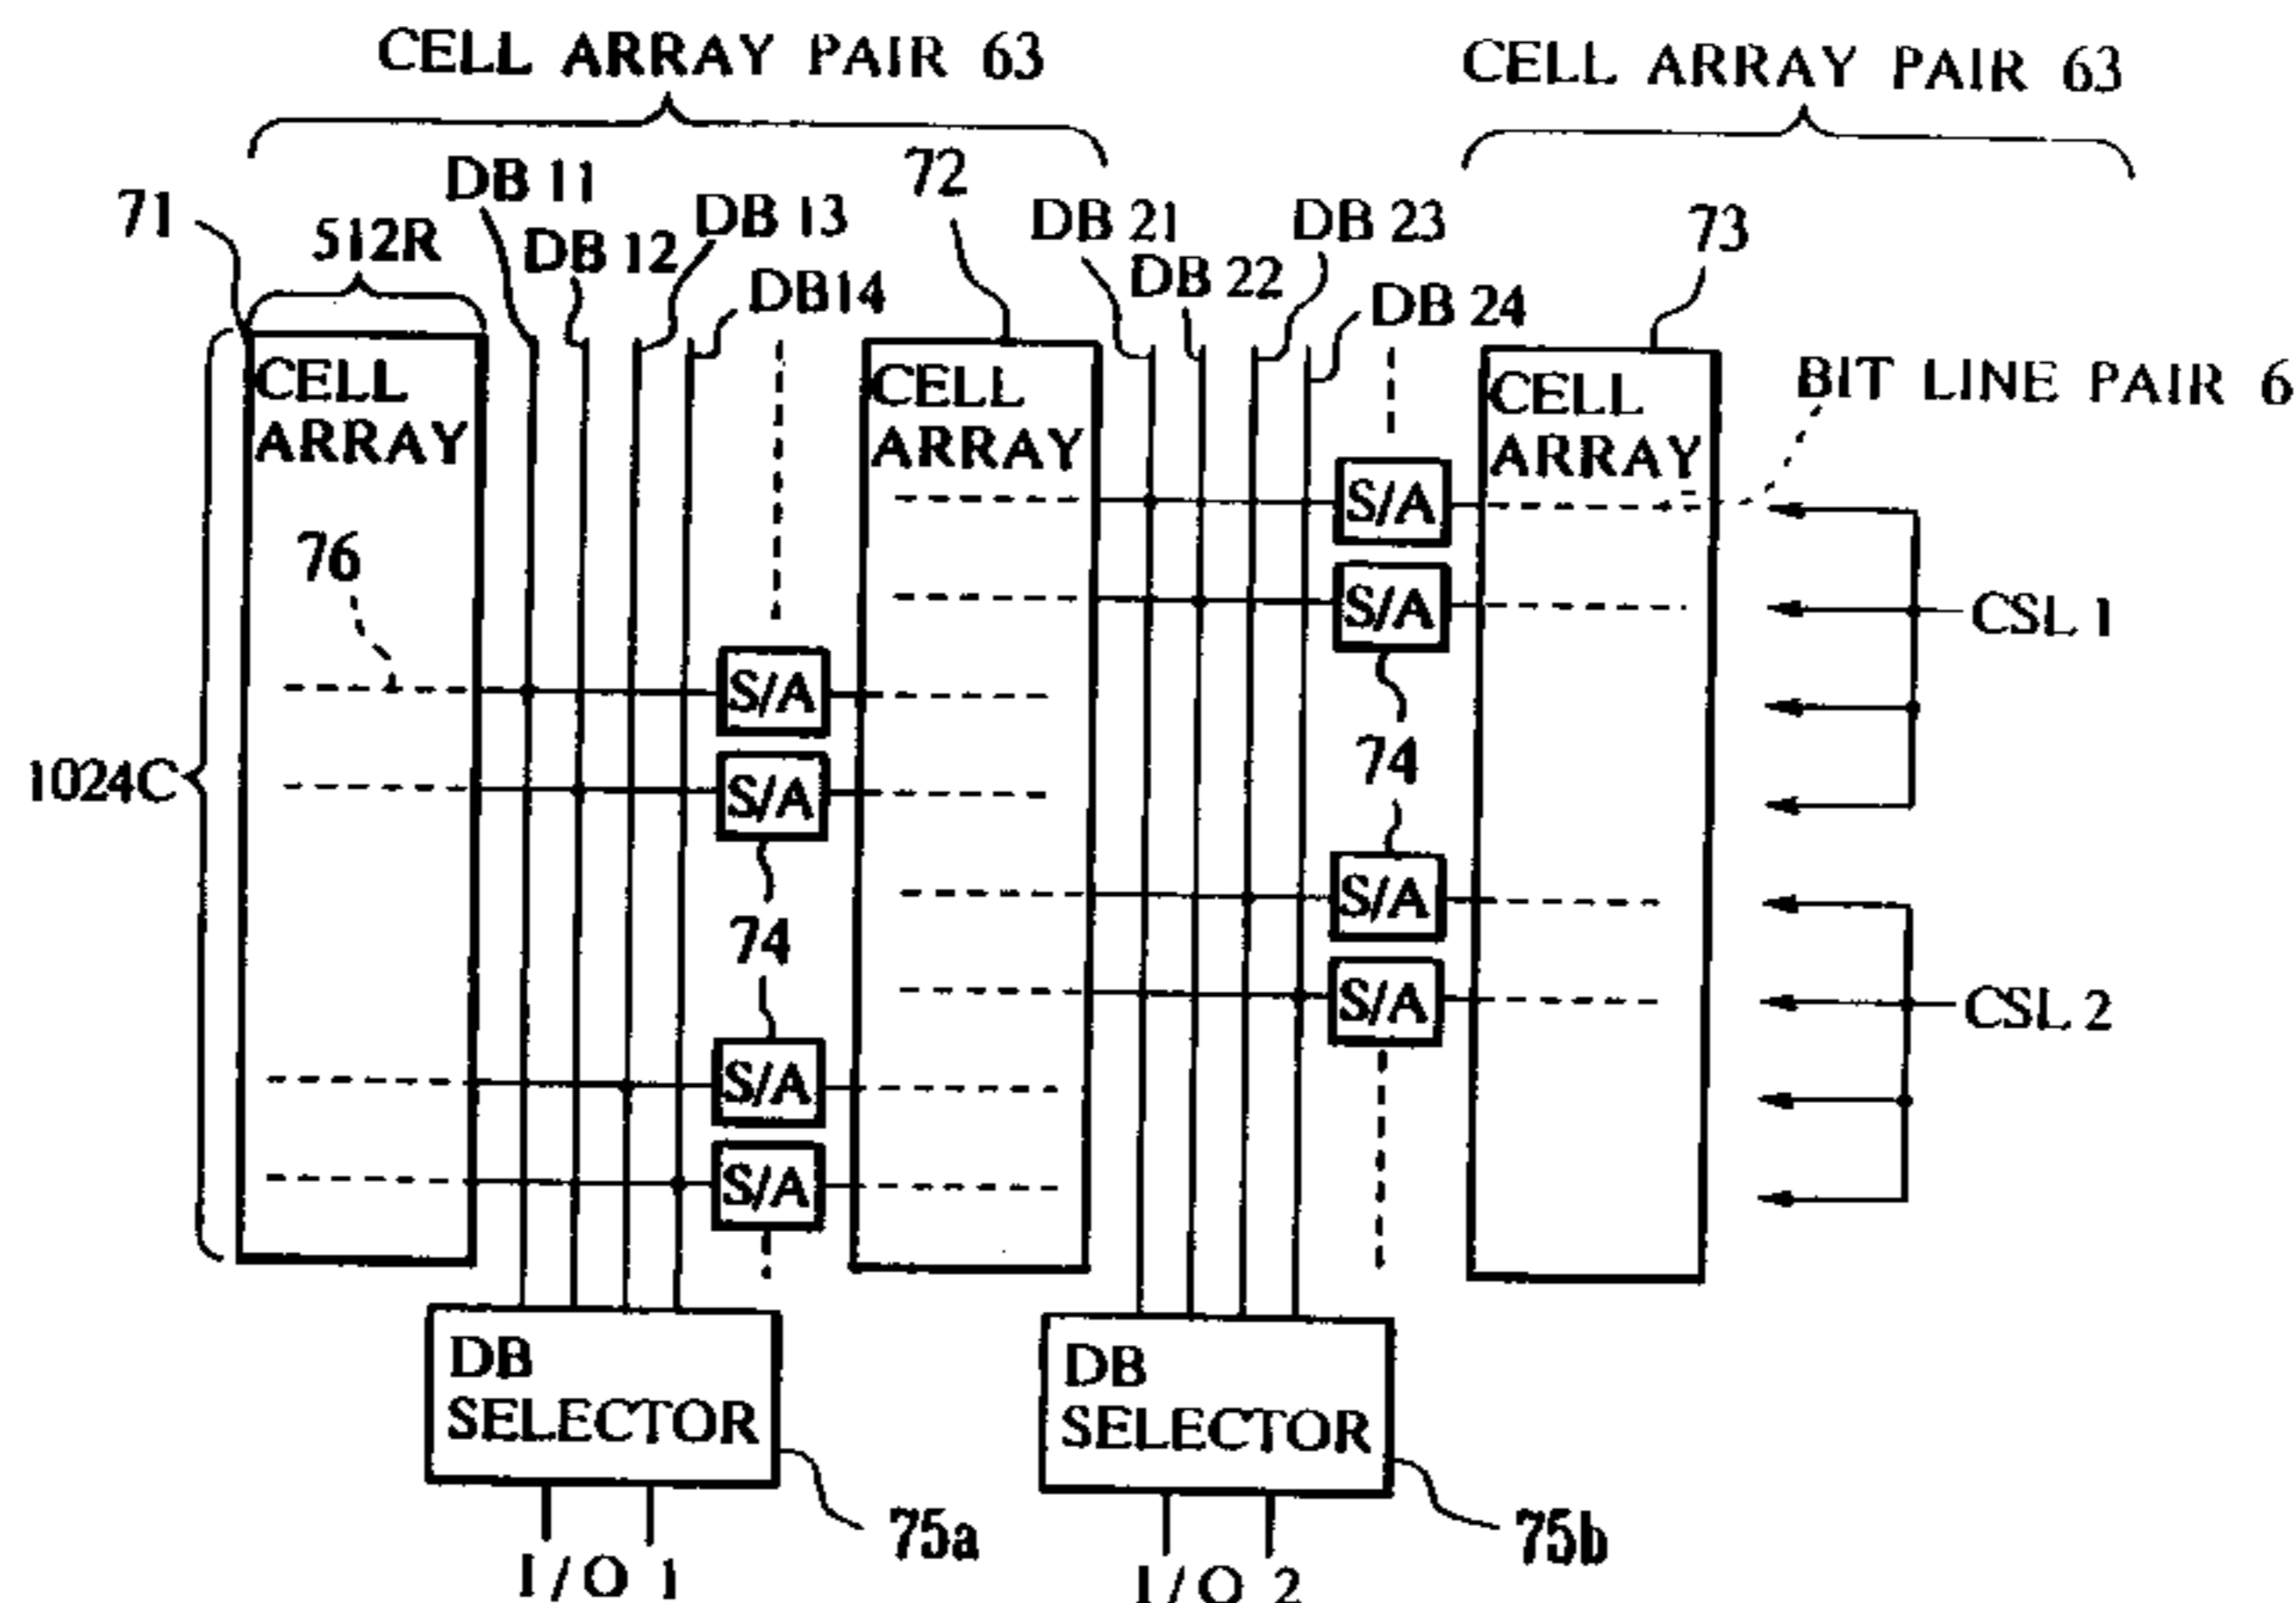 CELL ARRAY PAIR 63
CELL ARRAY PAIR 63
71
512R
DB 11
DB 12
DB 13
DB14
72
DB 21
DB 22
DB 23
DB 24
73
CELL
ARRAY
CELL
ARRAY
CELL
ARRAY
BIT LINE PAIR 6
76
S/A
S/A
S/A
S/A
CSL 1
1024C
74
74
S/A
S/A
S/A
S/A
CSL 2
DB
SELECTOR
DB
SELECTOR
75a
75b
I/O 1
I/O 2